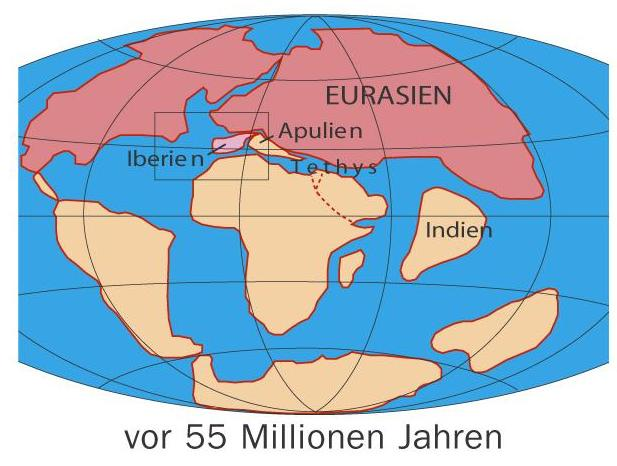 EURASIEN
Apulien
Iberien
Tethys
Indien
vor 55 Millionen Jahren